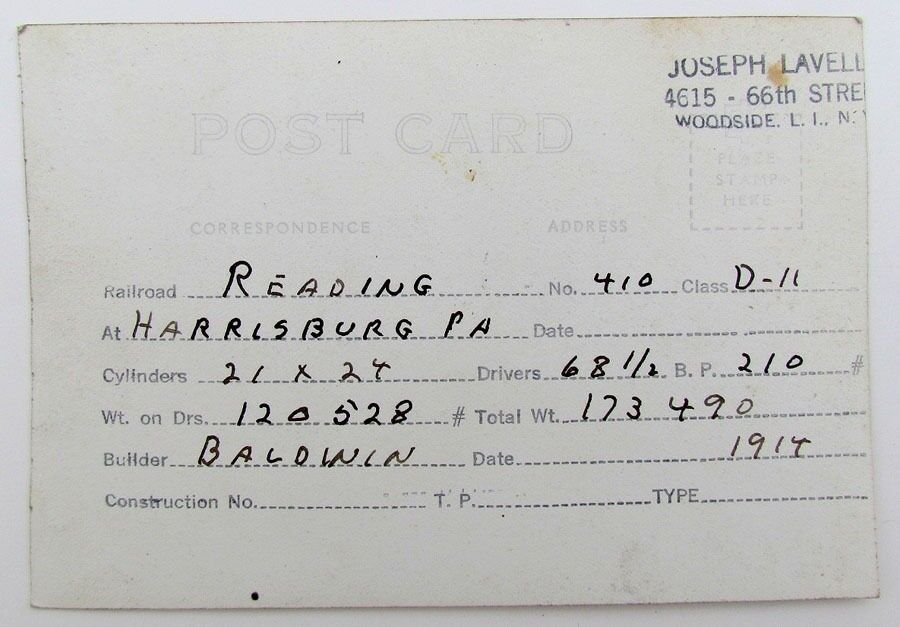 JOSEPH LAVELL
4615 - 66th STRE
WOODSIDE. L. I., N. Y
POST CARD
PLACE
STAMP
HERE
CORRESPONDENCE ADDRESS
Railroad READING No. 410 Class D-11
At HARRISBURG PA Date
Cylinders 21 x 24 Drivers 68 1/2 B. P. 210 #
Wt. on Drs. 120 528 # Total Wt. 173 490
Builder BALDWIN Date 1914
Construction No. T. P. TYPE